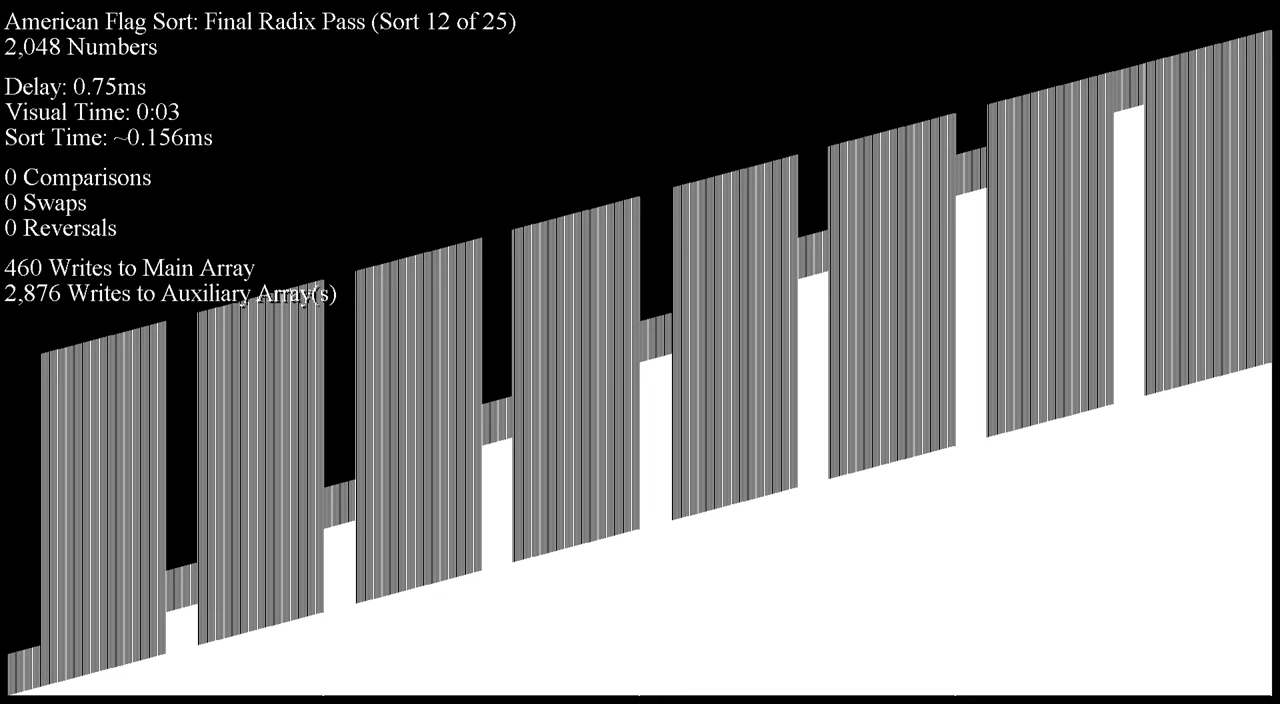 American Flag Sort: Final Radix Pass (Sort 12 of 25)
2,048 Numbers
Delay: 0.75ms
Visual Time: 0:03
Sort Time: ~0.156ms
0 Comparisons
0 Swaps
0 Reversals
460 Writes to Main Array
2,876 Writes to Auxiliary Array(s)